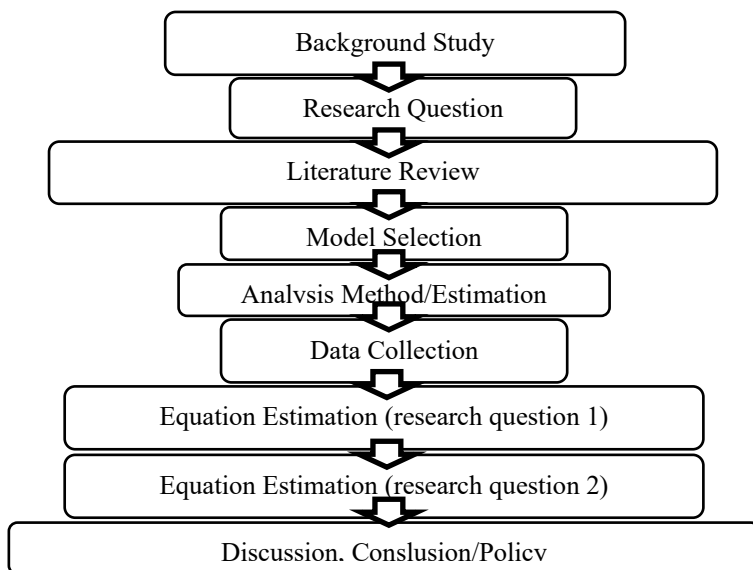 Background Study
Research Question
Literature Review
Model Selection
Analysis Method/Estimation
Data Collection
Equation Estimation (research question 1)
Equation Estimation (research question 2)
Discussion, Conslusion/Policy